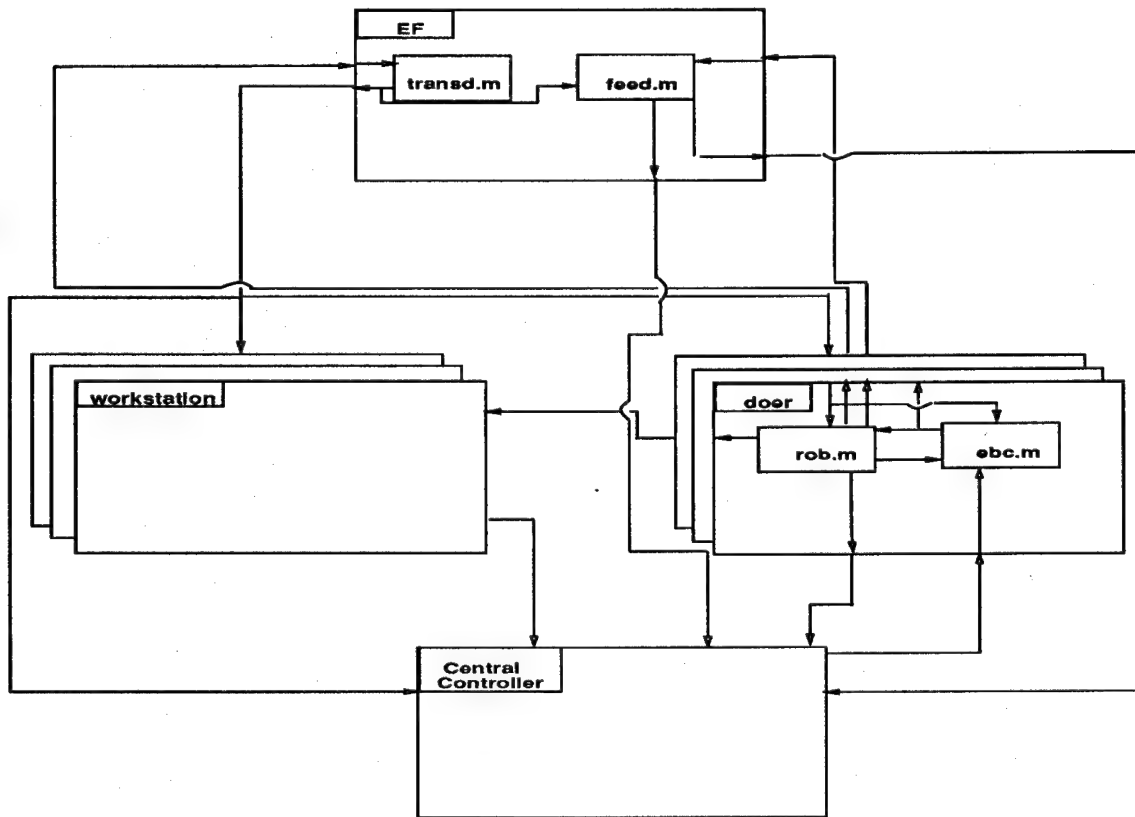 EF
transd.m
feed.m
workstation
doer
rob.m
ebc.m
Central
Controller